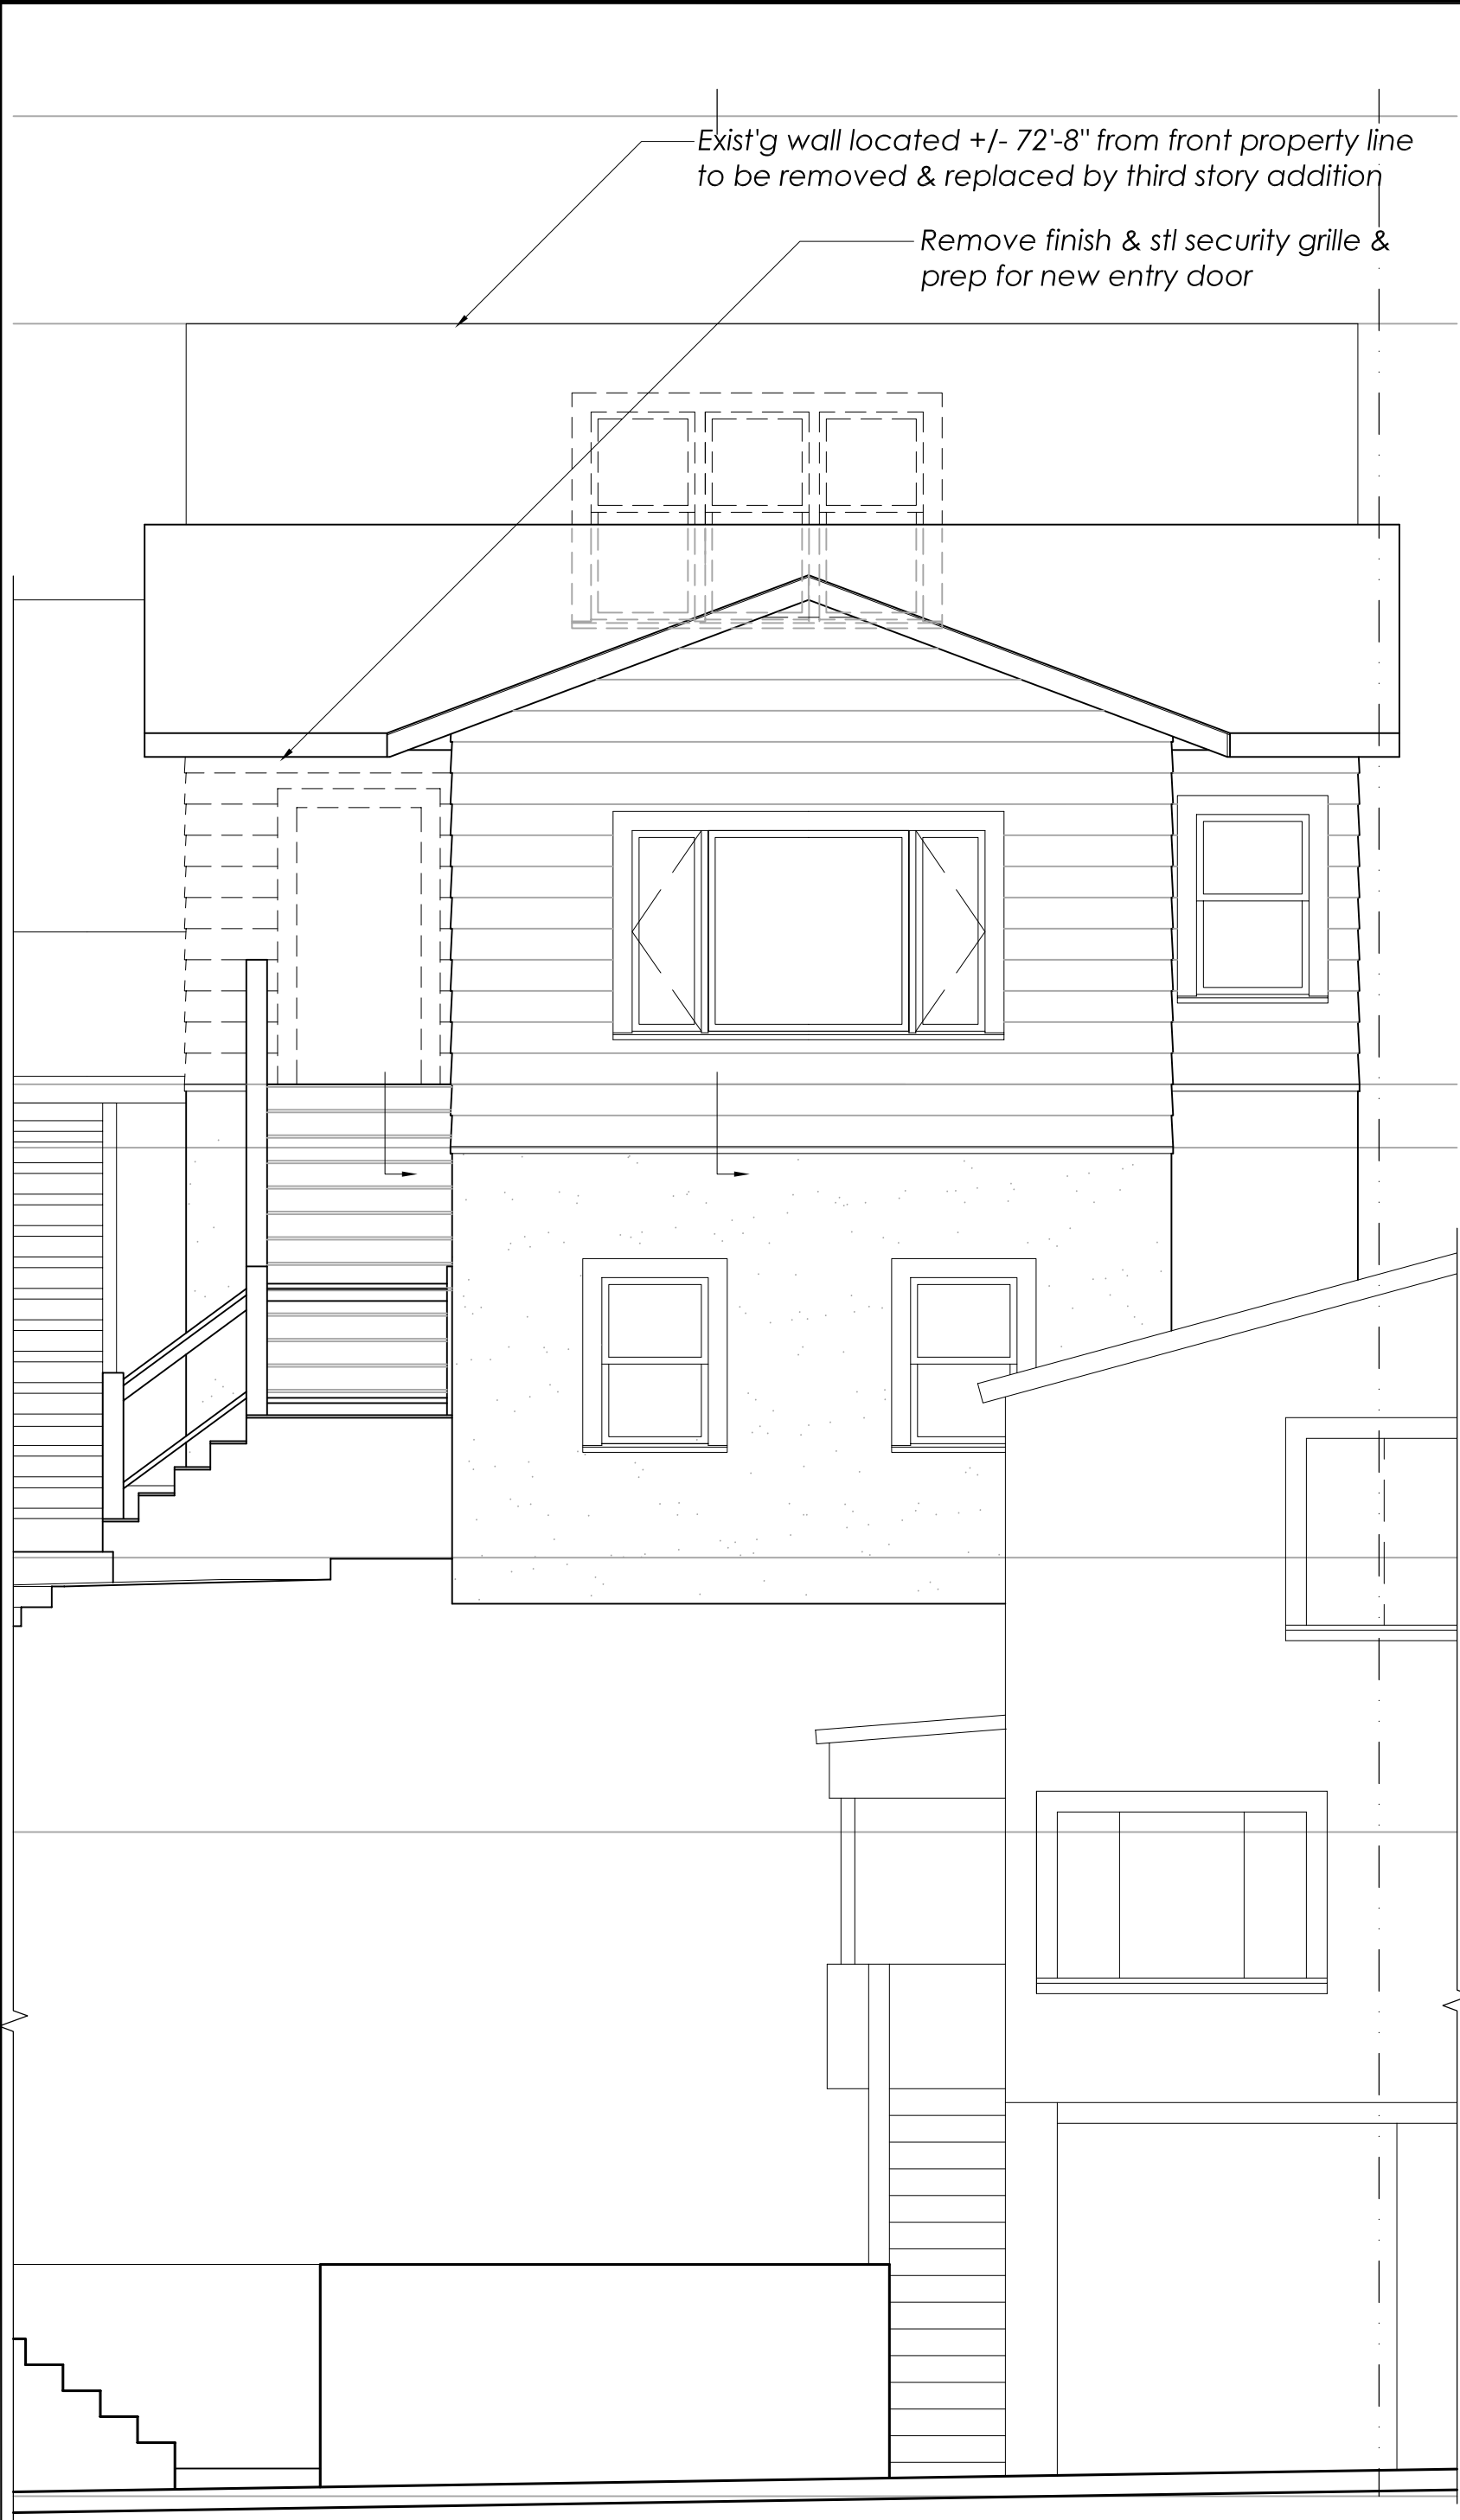 Exist'g wall located +/- 72'-8" from front property line
to be removed & replaced by third story addition
Remove finish & stl security grille &
prep for new entry door